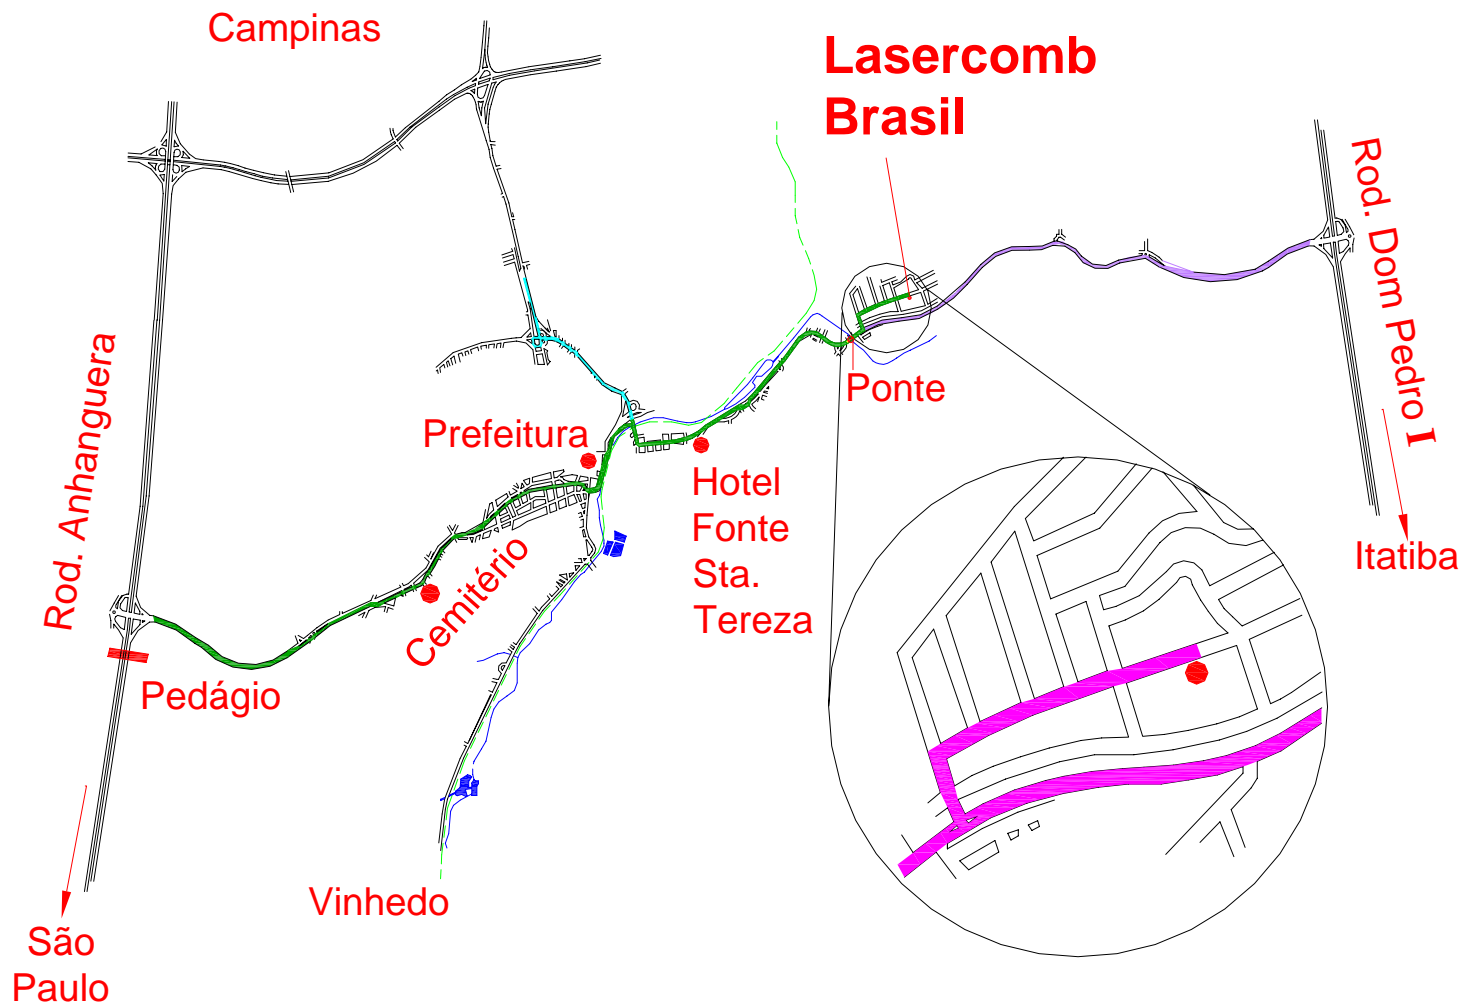 Campinas
Lasercomb
Brasil
Rod. Dom Pedro I
Rod. Anhanguera
Ponte
Prefeitura
Hotel
Fonte
Sta.
Tereza
Cemitério
Itatiba
Pedágio
Vinhedo
São
Paulo